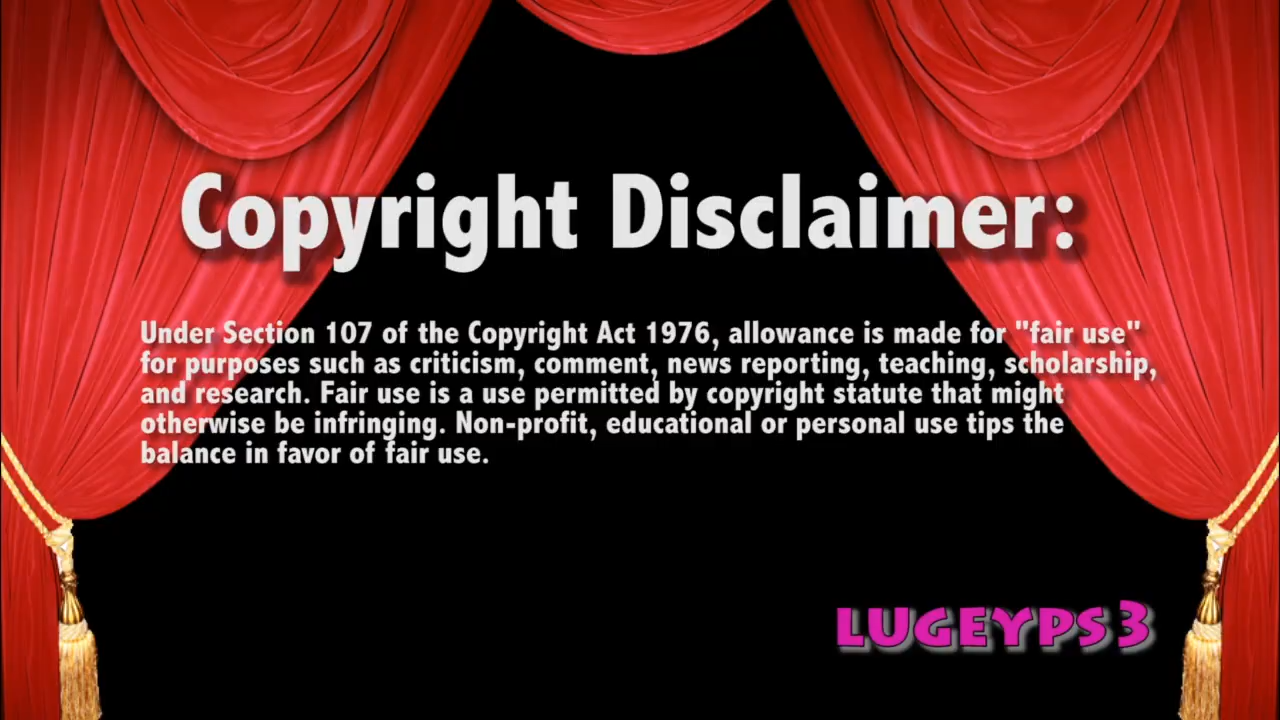 Copyright Disclaimer:
Under Section 107 of the Copyright Act 1976, allowance is made for "fair use"
for purposes such as criticism, comment, news reporting, teaching, scholarship,
and research. Fair use is a use permitted by copyright statute that might
otherwise be infringing. Non-profit, educational or personal use tips the
balance in favor of fair use.
LUGEYPS3